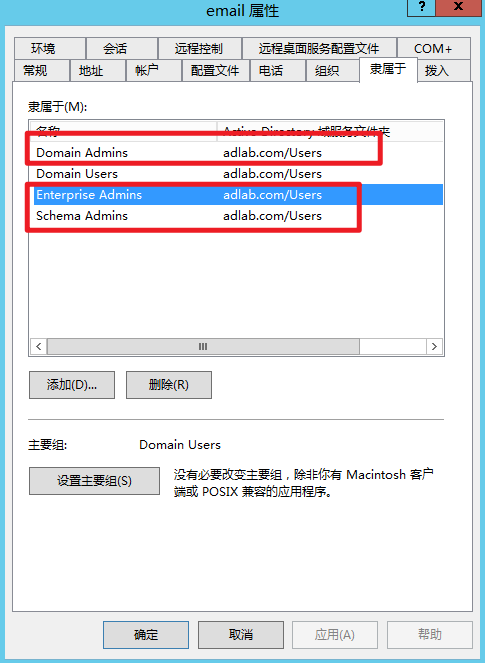 email 属性
? x
环境 会话 远程控制 远程桌面服务配置文件 COM+
常规 地址 帐户 配置文件 电话 组织 隶属于 拨入
隶属于(M):
名称 Active Directory 域服务文件夹
Domain Admins adlab.com/Users
Domain Users adlab.com/Users
Enterprise Admins adlab.com/Users
Schema Admins adlab.com/Users
添加(D)... 删除(R)
主要组: Domain Users
设置主要组(S) 没有必要改变主要组，除非你有 Macintosh 客户
端或 POSIX 兼容的应用程序。
确定 取消 应用(A) 帮助